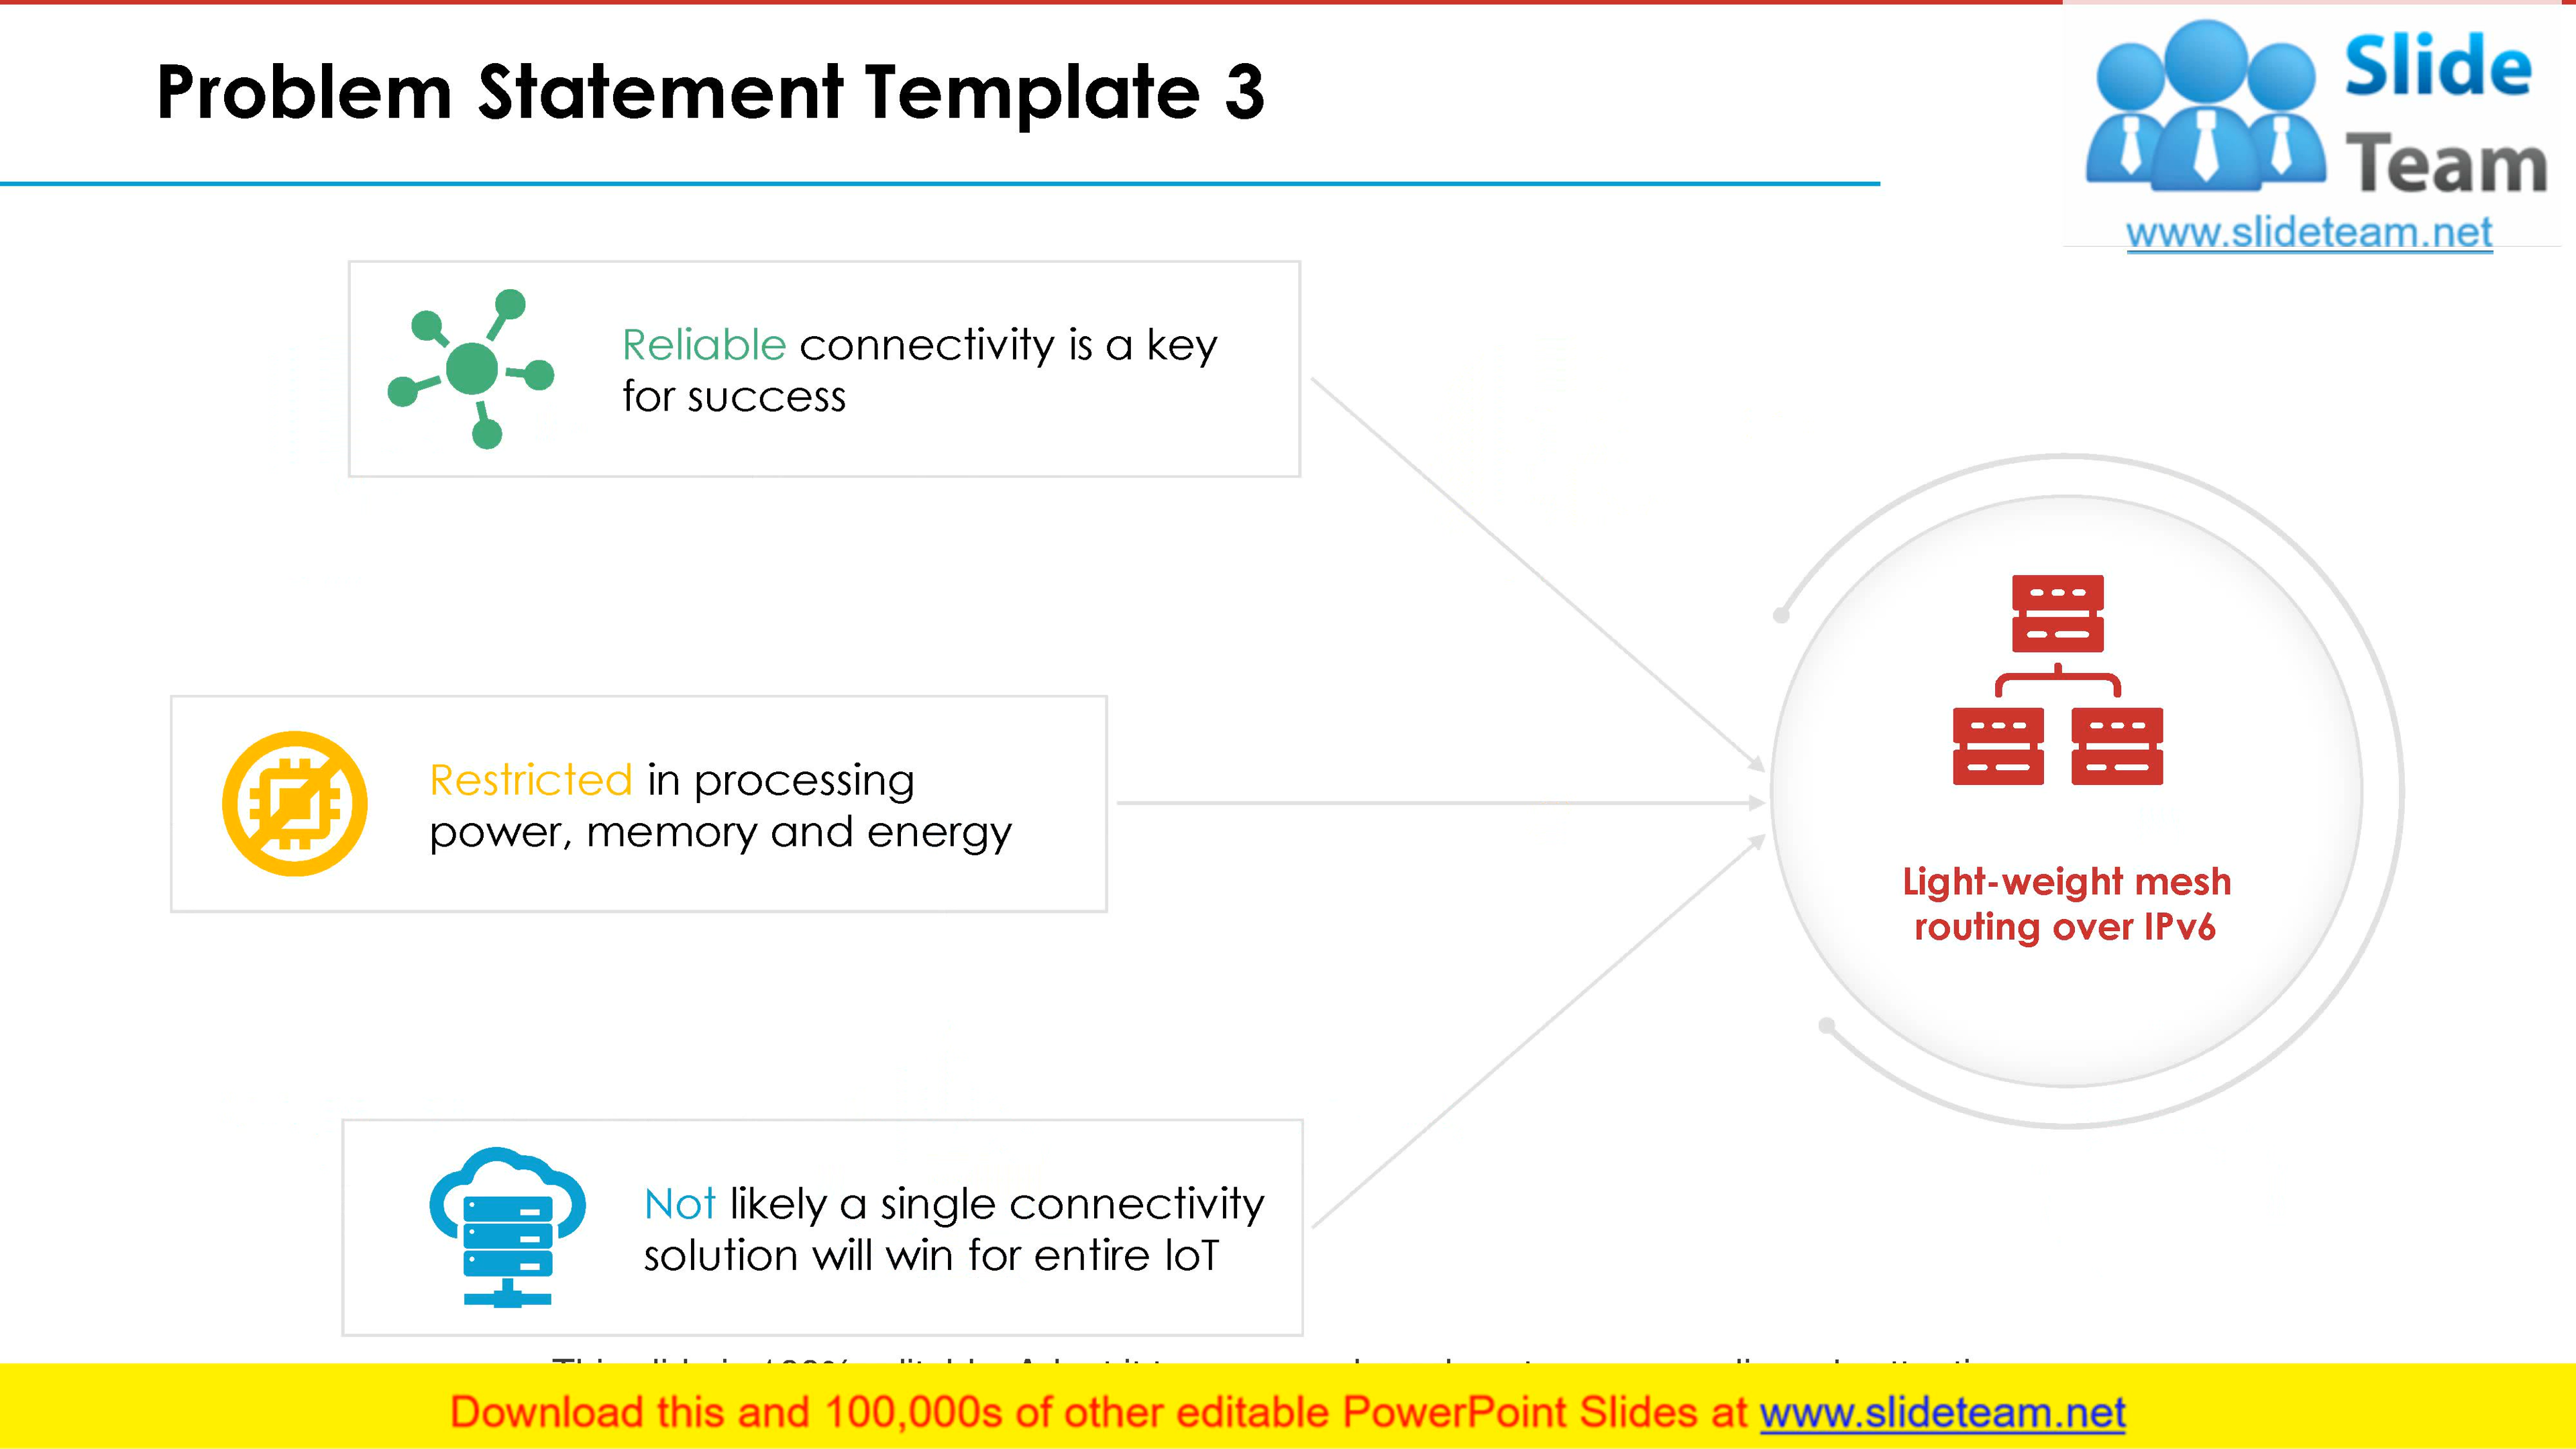 Problem Statement Template 3
Slide
Team
www.slideteam.net
Reliable connectivity is a key
for success
Restricted in processing
power, memory and energy
Light-weight mesh
routing over IPv6
Not likely a single connectivity
solution will win for entire IoT
Download this and 100,000s of other editable PowerPoint Slides at www.slideteam.net